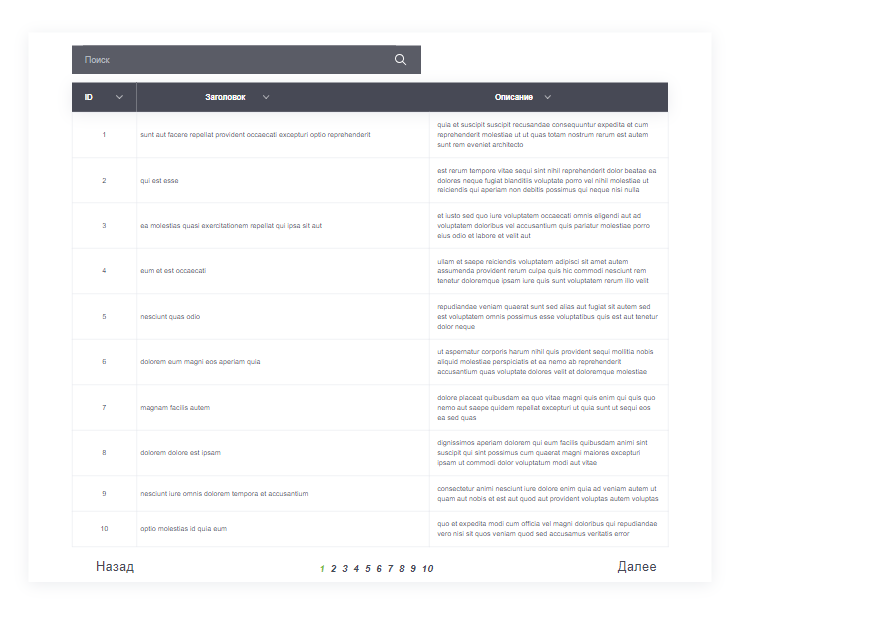 Поиск
ID Заголовок Описание
1 sunt aut facere repellat provident occaecati excepturi optio reprehenderit
quia et suscipit suscipit recusandae consequuntur expedita et cum
reprehenderit molestiae ut ut quas totam nostrum rerum est autem
sunt rem eveniet architecto
2 qui est esse
est rerum tempore vitae sequi sint nihil reprehenderit dolor beatae ea
dolores neque fugiat blanditiis voluptate porro vel nihil molestiae ut
reiciendis qui aperiam non debitis possimus qui neque nisi nulla
3 ea molestias quasi exercitationem repellat qui ipsa sit aut
et iusto sed quo iure voluptatem occaecati omnis eligendi aut ad
voluptatem doloribus vel accusantium quis pariatur molestiae porro
eius odio et labore et velit aut
4 eum et est occaecati
ullam et saepe reiciendis voluptatem adipisci sit amet autem
assumenda provident rerum culpa quis hic commodi nesciunt rem
tenetur doloremque ipsam iure quis sunt voluptatem rerum illo velit
5 nesciunt quas odio
repudiandae veniam quaerat sunt sed alias aut fugiat sit autem sed
est voluptatem omnis possimus esse voluptatibus quis est aut tenetur
dolor neque
6 dolorem eum magni eos aperiam quia
ut aspernatur corporis harum nihil quis provident sequi mollitia nobis
aliquid molestiae perspiciatis et ea nemo ab reprehenderit
accusantium quas voluptate dolores velit et doloremque molestiae
7 magnam facilis autem
dolore placeat quibusdam ea quo vitae magni quis enim qui quis quo
nemo aut saepe quidem repellat excepturi ut quia sunt ut sequi eos
ea sed quas
8 dolorem dolore est ipsam
dignissimos aperiam dolorem qui eum facilis quibusdam animi sint
suscipit qui sint possimus cum quaerat magni maiores excepturi
ipsam ut commodi dolor voluptatum modi aut vitae
9 nesciunt iure omnis dolorem tempora et accusantium
consectetur animi nesciunt iure dolore enim quia ad veniam autem ut
quam aut nobis et est aut quod aut provident voluptas autem voluptas
10 optio molestias id quia eum
quo et expedita modi cum officia vel magni doloribus qui repudiandae
vero nisi sit quos veniam quod sed accusamus veritatis error
Назад 1 2 3 4 5 6 7 8 9 10 Далее